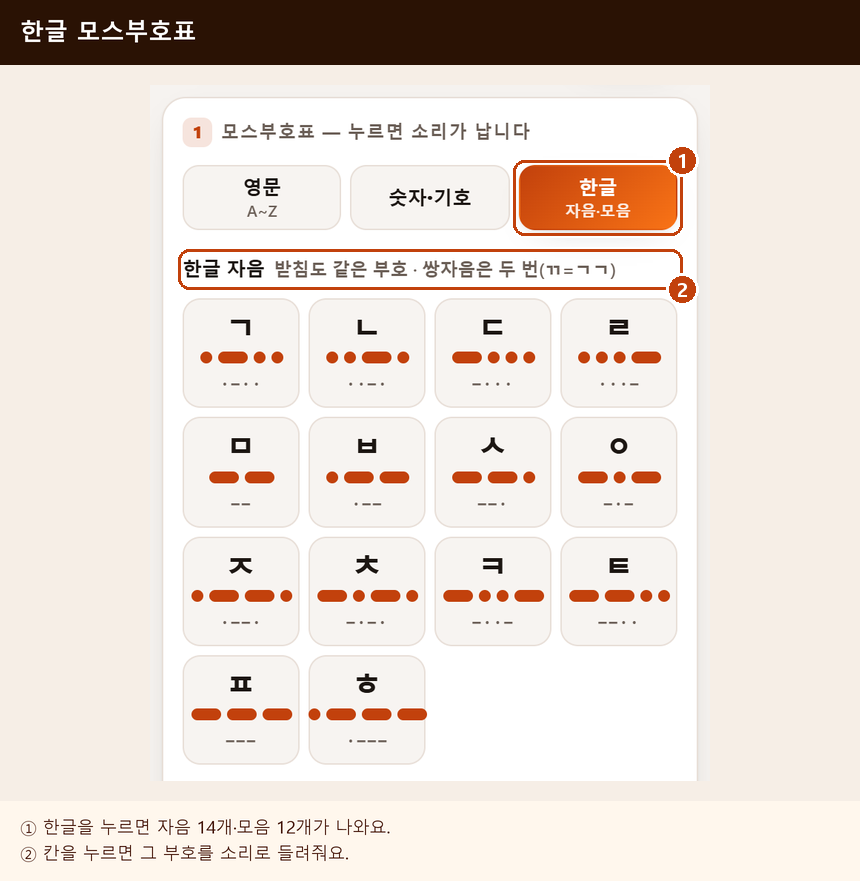 한글 모스부호표
1 모스부호표 — 누르면 소리가 납니다
영문 숫자•기호 한글 1
A~Z 자음·모음
한글 자음 받침도 같은 부호 · 쌍자음은 두 번(ㄲ=ㄱㄱ) 2
ㄱ ㄴ ㄷ ㄹ
·−·· ··−· −··· ···−
ㅁ ㅂ ㅅ ㅇ
−− ·−− −−· −·−
ㅈ ㅊ ㅋ ㅌ
·−−· −·−· −··− −−··
ㅍ ㅎ
−−− ·−−−
① 한글을 누르면 자음 14개·모음 12개가 나와요.
② 칸을 누르면 그 부호를 소리로 들려줘요.